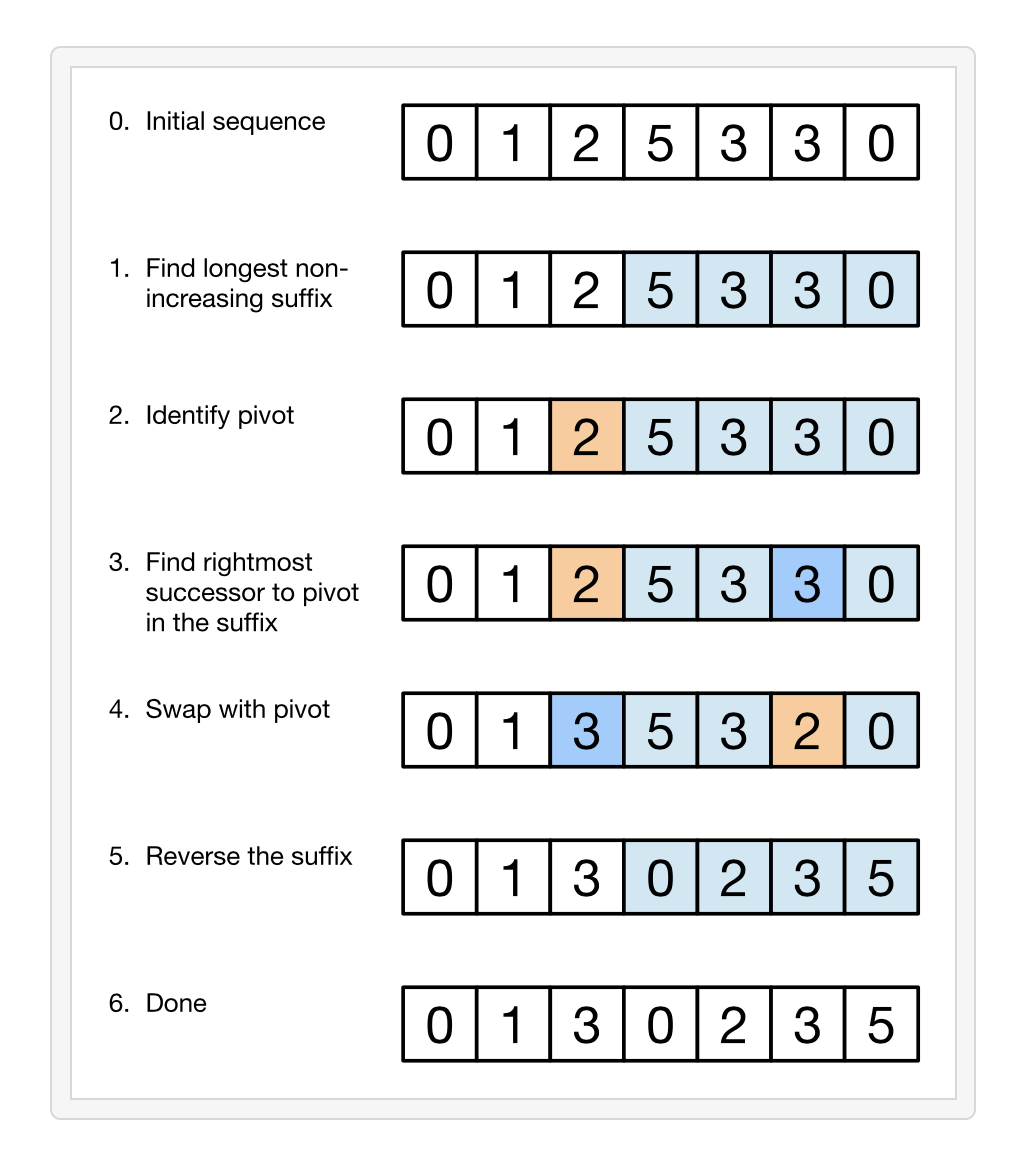 0. Initial sequence 0 1 2 5 3 3 0
1. Find longest non- 0 1 2 5 3 3 0
increasing suffix
2. Identify pivot 0 1 2 5 3 3 0
3. Find rightmost 0 1 2 5 3 3 0
successor to pivot
in the suffix
4. Swap with pivot 0 1 3 5 3 2 0
5. Reverse the suffix 0 1 3 0 2 3 5
6. Done 0 1 3 0 2 3 5